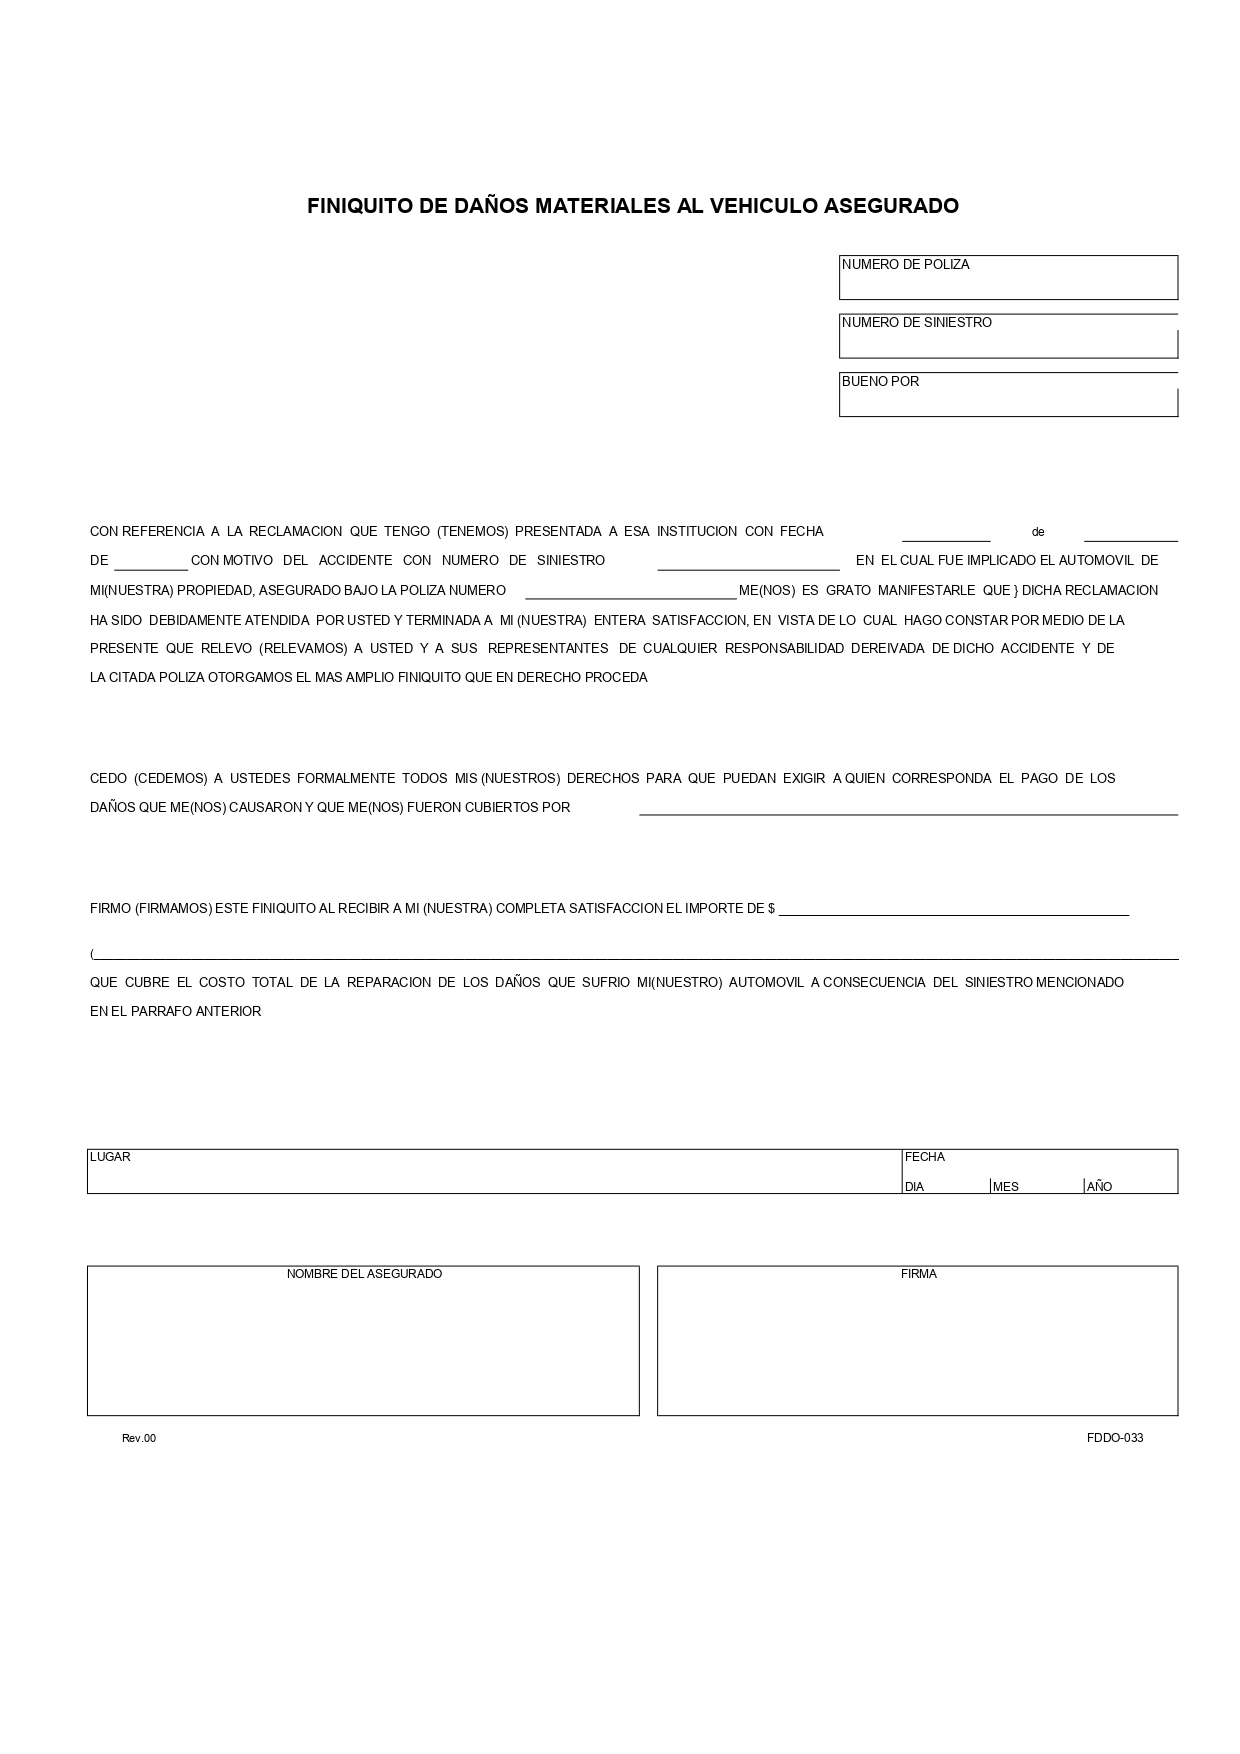 FINIQUITO DE DAÑOS MATERIALES AL VEHICULO ASEGURADO
NUMERO DE POLIZA
NUMERO DE SINIESTRO
BUENO POR
CON REFERENCIA A LA RECLAMACION QUE TENGO (TENEMOS) PRESENTADA A ESA INSTITUCION CON FECHA ____ de ____
DE ____ CON MOTIVO DEL ACCIDENTE CON NUMERO DE SINIESTRO ____ EN EL CUAL FUE IMPLICADO EL AUTOMOVIL DE
MI(NUESTRA) PROPIEDAD, ASEGURADO BAJO LA POLIZA NUMERO ____ ME(NOS) ES GRATO MANIFESTARLE QUE } DICHA RECLAMACION
HA SIDO DEBIDAMENTE ATENDIDA POR USTED Y TERMINADA A MI (NUESTRA) ENTERA SATISFACCION, EN VISTA DE LO CUAL HAGO CONSTAR POR MEDIO DE LA
PRESENTE QUE RELEVO (RELEVAMOS) A USTED Y A SUS REPRESENTANTES DE CUALQUIER RESPONSABILIDAD DEREIVADA DE DICHO ACCIDENTE Y DE
LA CITADA POLIZA OTORGAMOS EL MAS AMPLIO FINIQUITO QUE EN DERECHO PROCEDA
CEDO (CEDEMOS) A USTEDES FORMALMENTE TODOS MIS (NUESTROS) DERECHOS PARA QUE PUEDAN EXIGIR A QUIEN CORRESPONDA EL PAGO DE LOS
DAÑOS QUE ME(NOS) CAUSARON Y QUE ME(NOS) FUERON CUBIERTOS POR ____
FIRMO (FIRMAMOS) ESTE FINIQUITO AL RECIBIR A MI (NUESTRA) COMPLETA SATISFACCION EL IMPORTE DE $ ____
(____
QUE CUBRE EL COSTO TOTAL DE LA REPARACION DE LOS DAÑOS QUE SUFRIO MI(NUESTRO) AUTOMOVIL A CONSECUENCIA DEL SINIESTRO MENCIONADO
EN EL PARRAFO ANTERIOR
LUGAR FECHA
DIA MES AÑO
NOMBRE DEL ASEGURADO FIRMA
Rev.00 FDDO-033